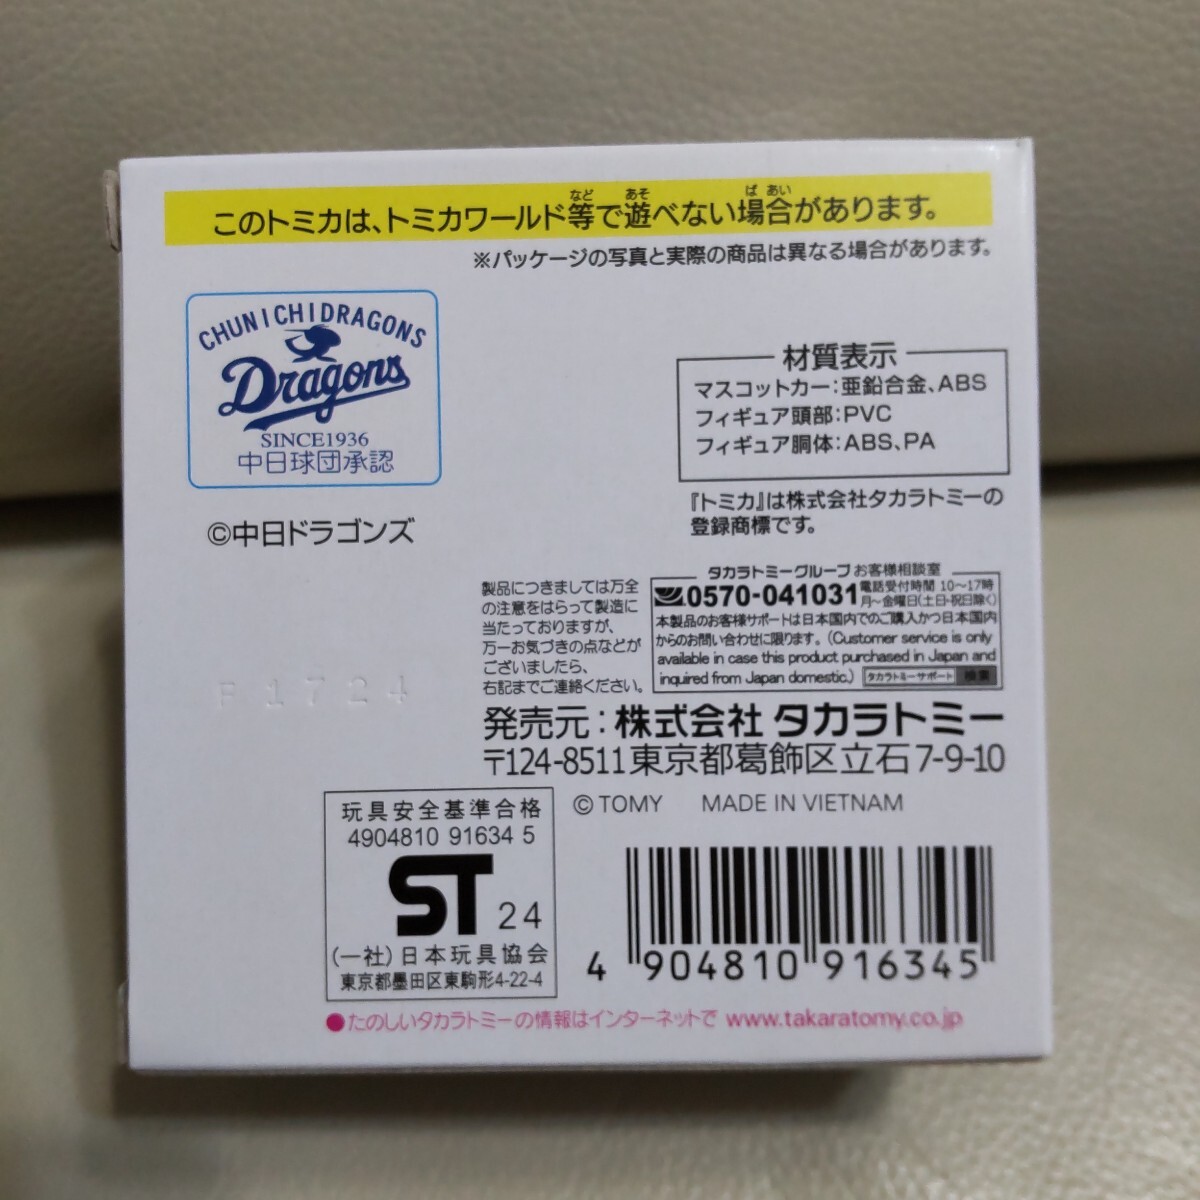 このトミカは、トミカワールド等で遊べない場合があります。
など あそ ば あい
※パッケージの写真と実際の商品は異なる場合があります。
CHUNICHIDRAGONS
Dragons
SINCE1936
中日球団承認
©中日ドラゴンズ
材質表示
マスコットカー:亜鉛合金、ABS
フィギュア頭部:PVC
フィギュア胴体:ABS、PA
『トミカ』は株式会社タカラトミーの
登録商標です。
製品につきましては万全
の注意をはらって製造に
当たっておりますが、
万一お気づきの点などが
ございましたら、
右記までご連絡ください。
タカラトミーグループ お客様相談室
0570-041031
電話受付時間 10〜17時
月〜金曜日(土日・祝日除く)
本製品のお客様サポートは日本国内でのご購入かつ日本国内
からのお問い合わせに限ります。(Customer service is only
available in case this product purchased in Japan and
inquired from Japan domestic.) タカラトミーサポート 検索
F1724
発売元:株式会社 タカラトミー
〒124-8511東京都葛飾区立石7-9-10
© TOMY MADE IN VIETNAM
玩具安全基準合格
4904810 91634 5
ST 24
(一社)日本玩具協会
東京都墨田区東駒形4-22-4
4 904810 916345
●たのしいタカラトミーの情報はインターネットで www.takaratomy.co.jp